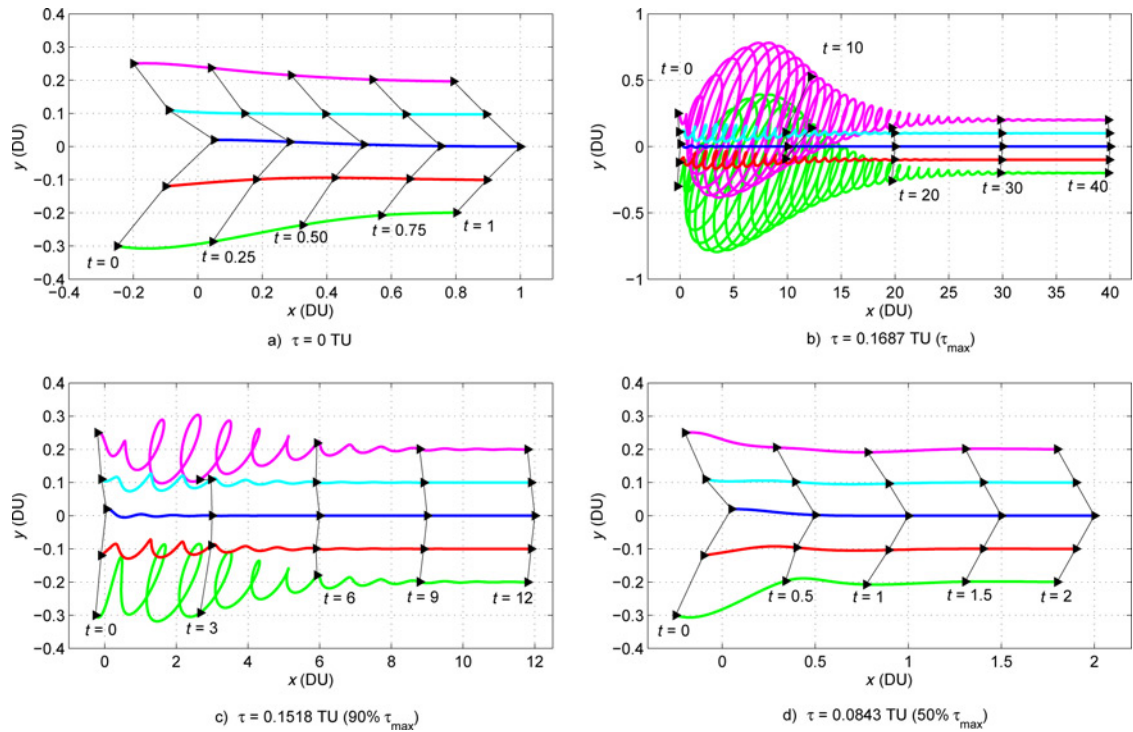 0.4
0.3
0.2
0.1
0
−0.1
−0.2
−0.3
−0.4
y (DU)
t = 0
t = 0.25
t = 0.50
t = 0.75
t = 1
−0.4 −0.2 0 0.2 0.4 0.6 0.8 1
x (DU)
a) τ = 0 TU
1
0.5
0
−0.5
−1
y (DU)
t = 0
t = 10
t = 20
t = 30
t = 40
0 5 10 15 20 25 30 35 40
x (DU)
b) τ = 0.1687 TU (τmax)
0.4
0.3
0.2
0.1
0
−0.1
−0.2
−0.3
−0.4
y (DU)
t = 0
t = 3
t = 6
t = 9
t = 12
0 2 4 6 8 10 12
x (DU)
c) τ = 0.1518 TU (90% τmax)
0.4
0.3
0.2
0.1
0
−0.1
−0.2
−0.3
−0.4
y (DU)
t = 0
t = 0.5
t = 1
t = 1.5
t = 2
0 0.5 1 1.5 2
x (DU)
d) τ = 0.0843 TU (50% τmax)